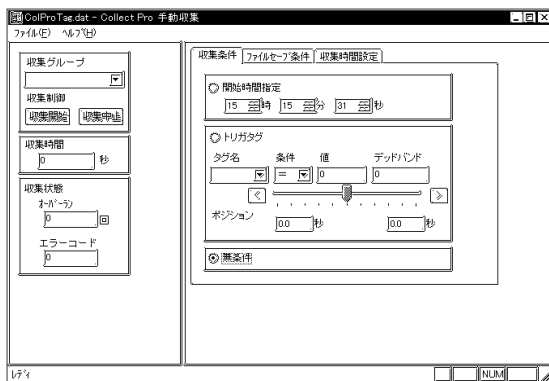 ColProTag.dat - Collect Pro 手動収集
ファイル(F) ヘルプ(H)
収集グループ
収集制御
収集開始 収集中止
収集時間
0 秒
収集状態
オーバーラン
0
エラーコード
0
収集条件 ファイルセーブ条件 収集時間設定
開始時間指定
15 時 15 分 31 秒
トリガタグ
タグ名 条件 値 デッドバンド
= 0 0
< >
ポジション 0.0 秒 0.0 秒
無条件
レディ NUM